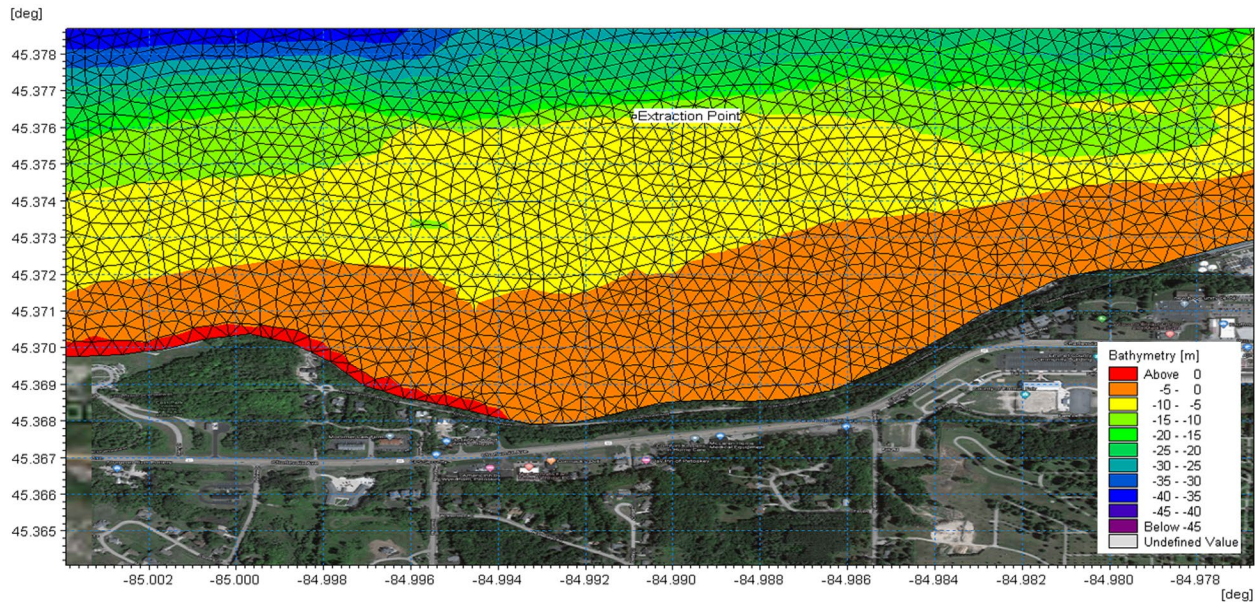 [deg]
45.378
45.377
45.376
45.375
45.374
45.373
45.372
45.371
45.370
45.369
45.368
45.367
45.366
45.365
Extraction Point
Bathymetry [m]
Above 0
-5 - 0
-10 - -5
-15 - -10
-20 - -15
-25 - -20
-30 - -25
-35 - -30
-40 - -35
-45 - -40
Below -45
Undefined Value
-85.002 -85.000 -84.998 -84.996 -84.994 -84.992 -84.990 -84.988 -84.986 -84.984 -84.982 -84.980 -84.978
[deg]